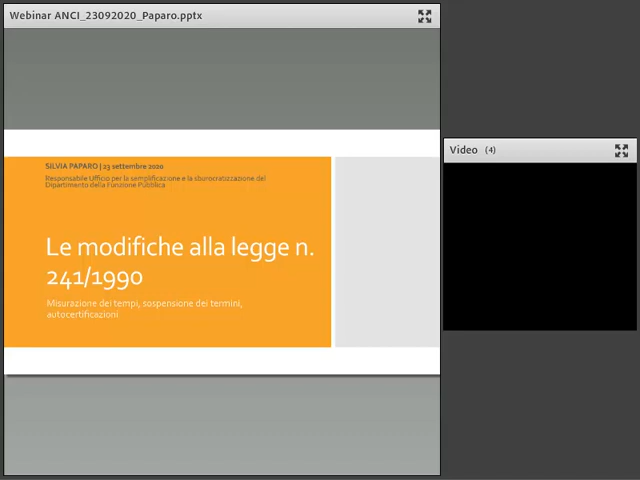 Webinar ANCI_23092020_Paparo.pptx
Video (4)
SILVIA PAPARO | 23 settembre 2020
Responsabile Ufficio per la semplificazione e la sburocratizzazione del
Dipartimento della Funzione Pubblica
Le modifiche alla legge n.
241/1990
Misurazione dei tempi, sospensione dei termini,
autocertificazioni